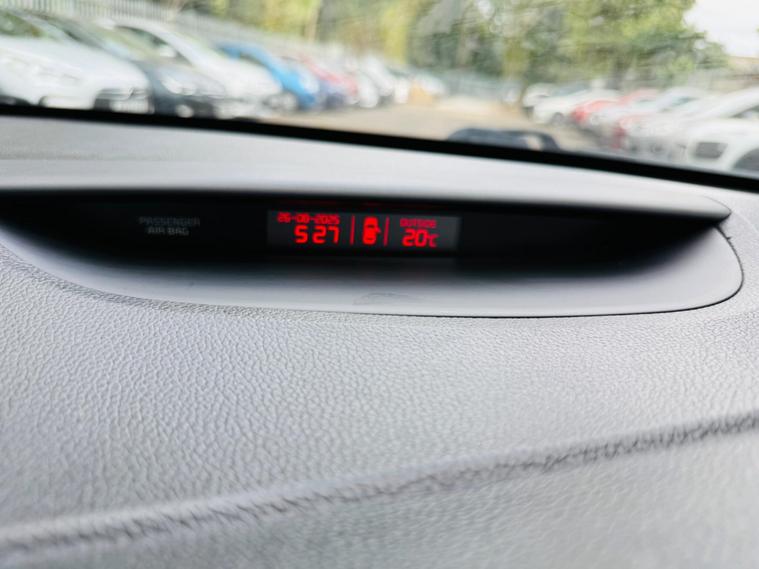 PASSENGER
AIR BAG
26-08-2025
5 27
OUTSIDE
20°C